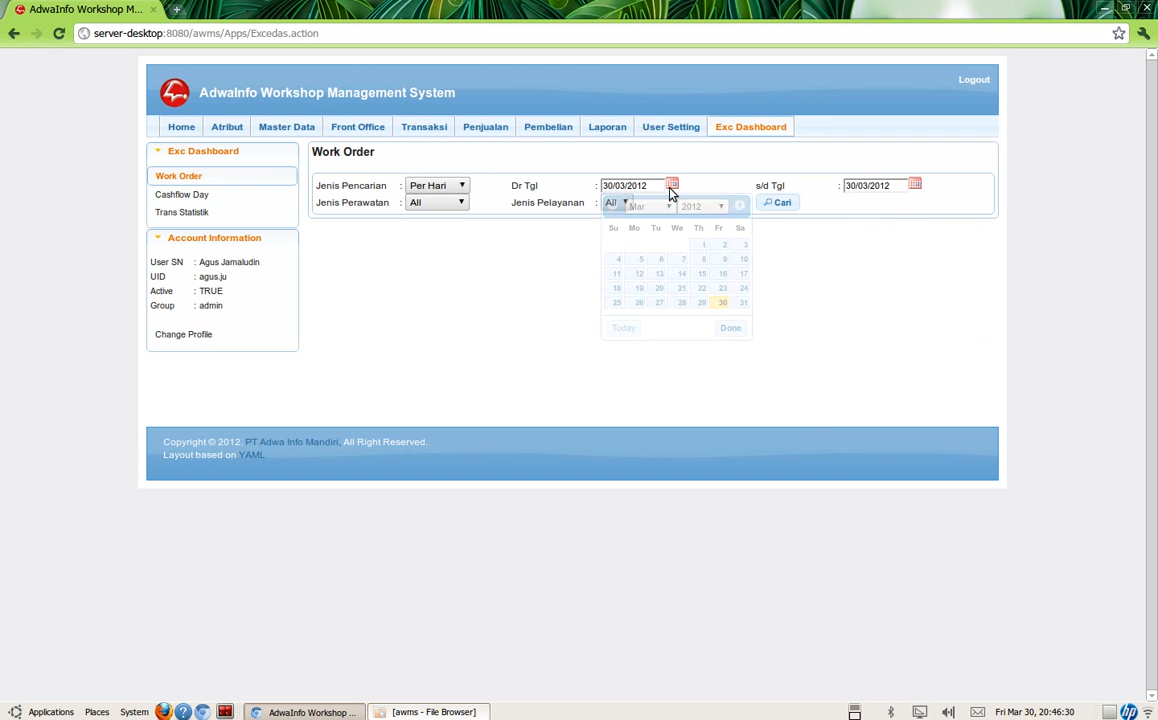 AdwaInfo Workshop M...
server-desktop:8080/awms/Apps/Excedas.action
Logout
AdwaInfo Workshop Management System
Home Atribut Master Data Front Office Transaksi Penjualan Pembelian Laporan User Setting Exc Dashboard
Exc Dashboard
Work Order
Cashflow Day
Trans Statistik
Account Information
User SN : Agus Jamaludin
UID : agus.ju
Active : TRUE
Group : admin
Change Profile
Work Order
Jenis Pencarian : Per Hari Dr Tgl : 30/03/2012 s/d Tgl : 30/03/2012
Jenis Perawatan : All Jenis Pelayanan : All Cari
Mar 2012
Su Mo Tu We Th Fr Sa
1 2 3
4 5 6 7 8 9 10
11 12 13 14 15 16 17
18 19 20 21 22 23 24
25 26 27 28 29 30 31
Today Done
Copyright © 2012. PT Adwa Info Mandiri, All Right Reserved.
Layout based on YAML
Applications Places System AdwaInfo Workshop ... [awms - File Browser] Fri Mar 30, 20:46:30